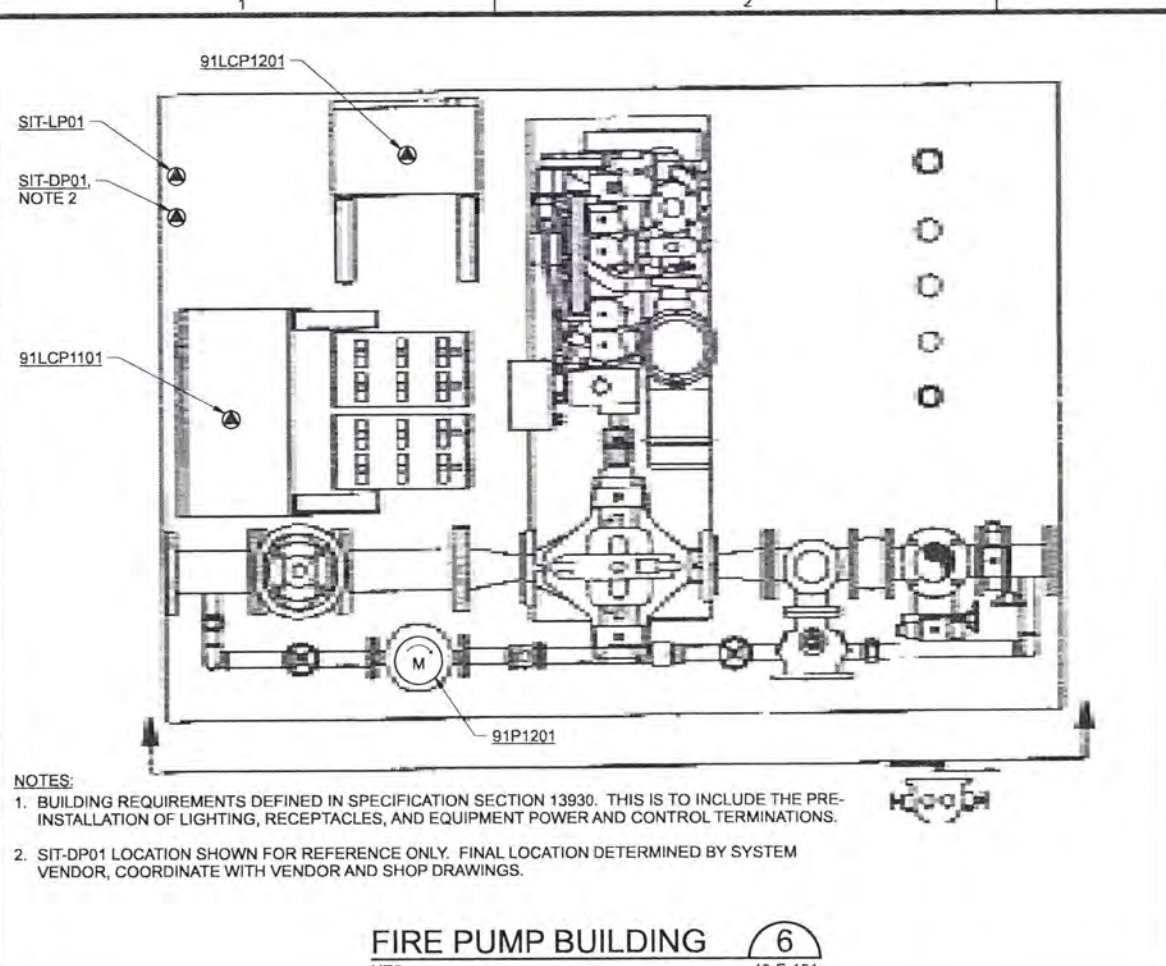 1 2
91LCP1201
SIT-LP01
SIT-DP01,
NOTE 2
91LCP1101
M
91P1201
NOTES:
1. BUILDING REQUIREMENTS DEFINED IN SPECIFICATION SECTION 13930. THIS IS TO INCLUDE THE PRE-
INSTALLATION OF LIGHTING, RECEPTACLES, AND EQUIPMENT POWER AND CONTROL TERMINATIONS.
2. SIT-DP01 LOCATION SHOWN FOR REFERENCE ONLY. FINAL LOCATION DETERMINED BY SYSTEM
VENDOR, COORDINATE WITH VENDOR AND SHOP DRAWINGS.
FIRE PUMP BUILDING 6